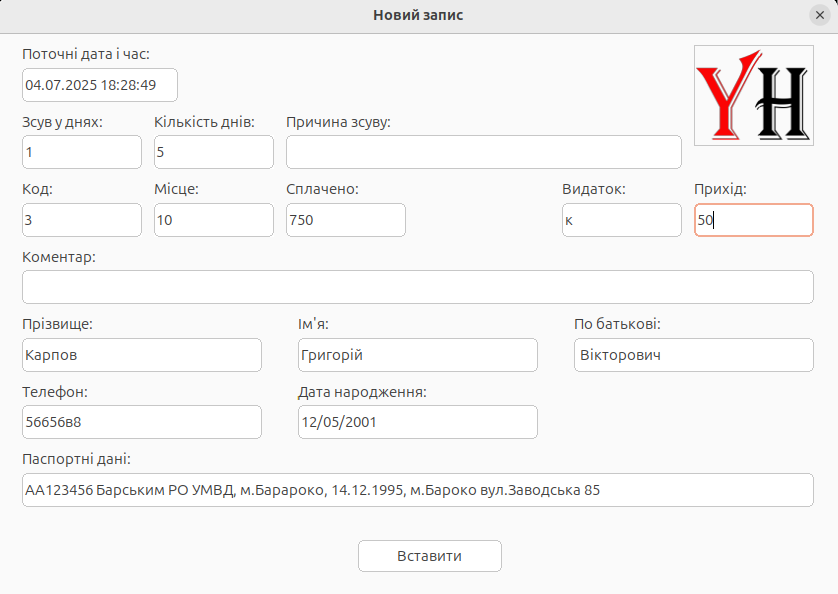 Новий запис
Поточні дата і час:
04.07.2025 18:28:49
YH
Зсув у днях: Кількість днів: Причина зсуву:
1 5
Код: Місце: Сплачено: Видаток: Прихід:
3 10 750 к 50
Коментар:
Прізвище: Ім'я: По батькові:
Карпов Григорій Вікторович
Телефон: Дата народження:
56656в8 12/05/2001
Паспортні дані:
АА123456 Барським РО УМВД, м.Барароко, 14.12.1995, м.Бароко вул.Заводська 85
Вставити